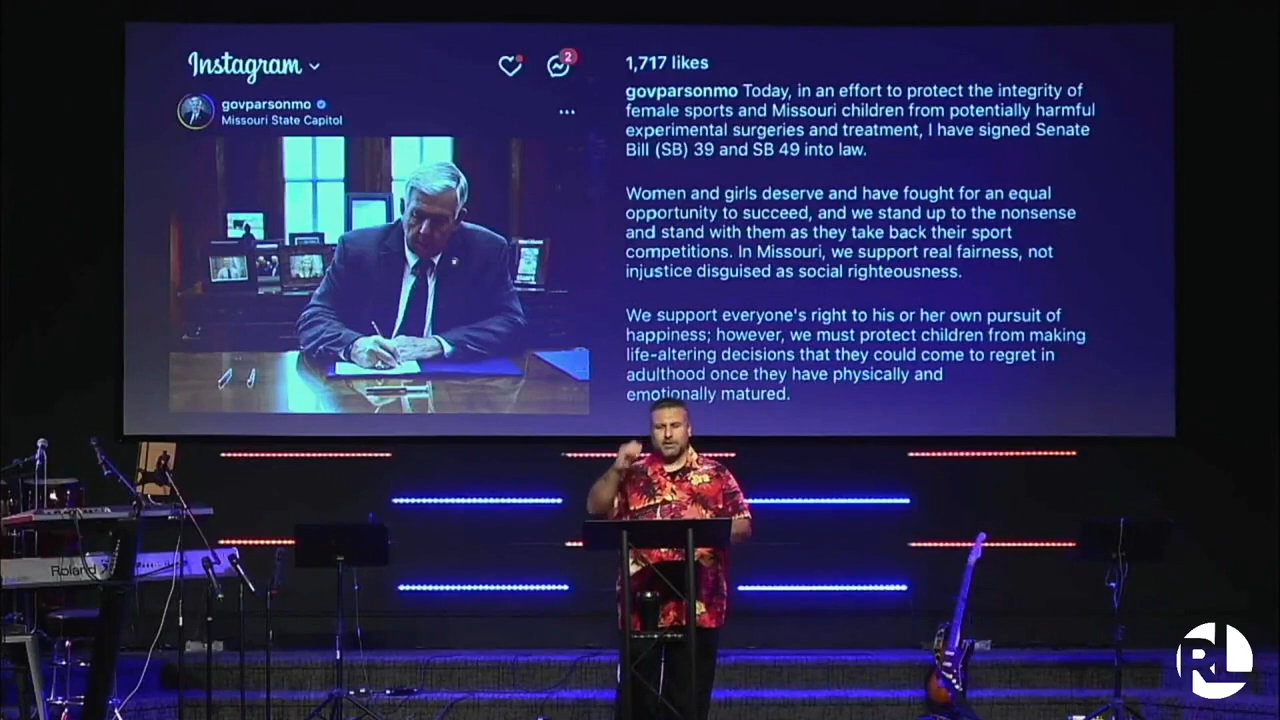 Instagram
2
govparsonmo
Missouri State Capitol
1,717 likes
govparsonmo Today, in an effort to protect the integrity of
female sports and Missouri children from potentially harmful
experimental surgeries and treatment, I have signed Senate
Bill (SB) 39 and SB 49 into law.
Women and girls deserve and have fought for an equal
opportunity to succeed, and we stand up to the nonsense
and stand with them as they take back their sport
competitions. In Missouri, we support real fairness, not
injustice disguised as social righteousness.
We support everyone's right to his or her own pursuit of
happiness; however, we must protect children from making
life-altering decisions that they could come to regret in
adulthood once they have physically and
emotionally matured.
Roland
RL